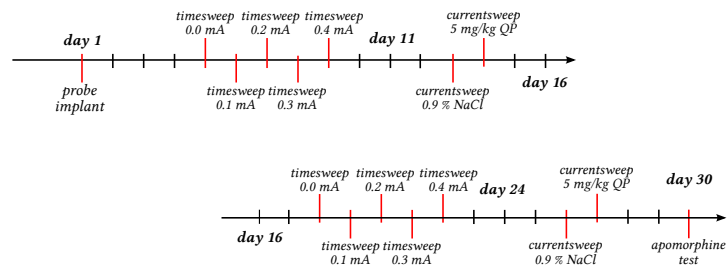 timesweep
0.0 mA
timesweep
0.2 mA
timesweep
0.4 mA
currentsweep
5 mg/kg QP
day 1
day 11
day 16
probe
implant
timesweep
0.1 mA
timesweep
0.3 mA
currentsweep
0.9 % NaCl
timesweep
0.0 mA
timesweep
0.2 mA
timesweep
0.4 mA
currentsweep
5 mg/kg QP
day 24
day 30
day 16
timesweep
0.1 mA
timesweep
0.3 mA
currentsweep
0.9 % NaCl
apomorphine
test